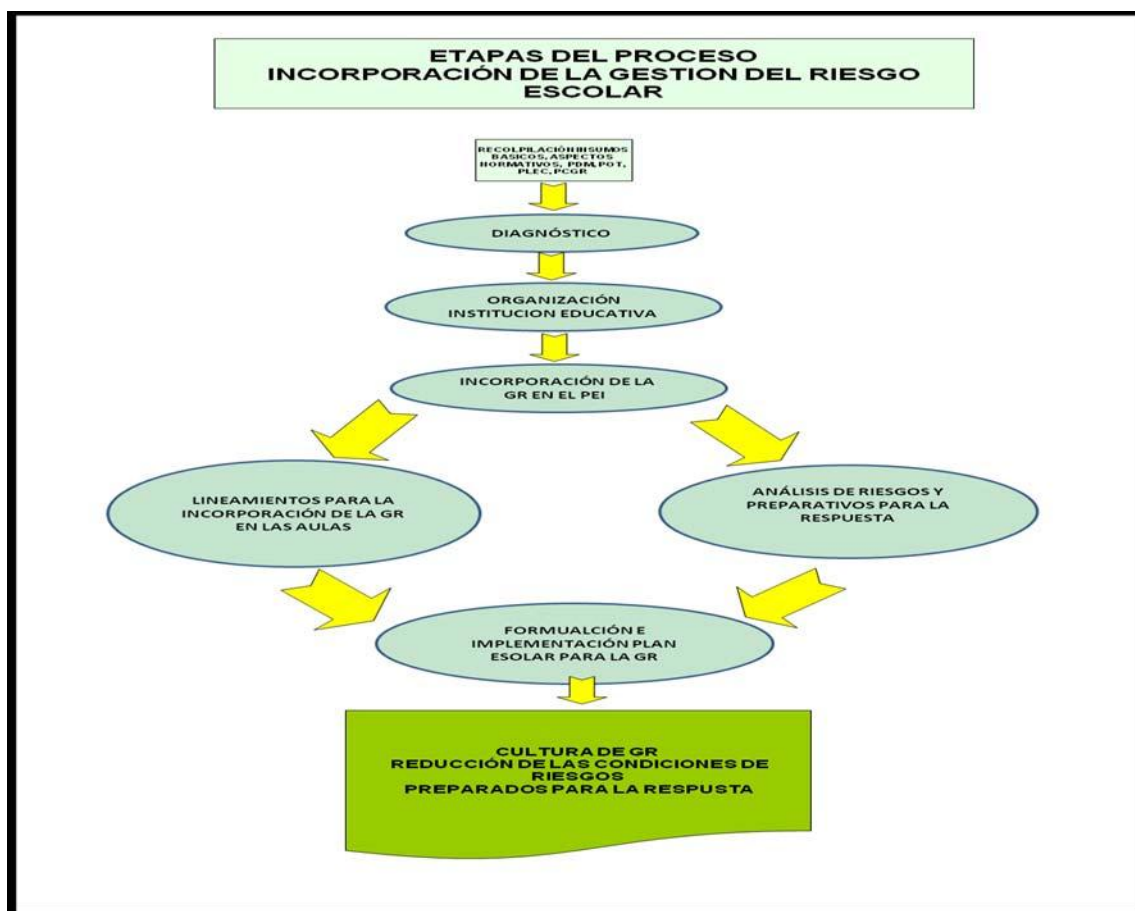 ETAPAS DEL PROCESO
INCORPORACIÓN DE LA GESTION DEL RIESGO
ESCOLAR
RECOLPILACIÓN INSUMOS
BASICOS, ASPECTOS
NORMATIVOS, PDM, POT,
PLEC, PCGR
DIAGNÓSTICO
ORGANIZACIÓN
INSTITUCION EDUCATIVA
INCORPORACIÓN DE LA
GR EN EL PEI
LINEAMIENTOS PARA LA
INCORPORACIÓN DE LA GR
EN LAS AULAS
ANÁLISIS DE RIESGOS Y
PREPARATIVOS PARA LA
RESPUESTA
FORMUALCIÓN E
IMPLEMENTACIÓN PLAN
ESOLAR PARA LA GR
CULTURA DE GR
REDUCCIÓN DE LAS CONDICIONES DE
RIESGOS
PREPARADOS PARA LA RESPUSTA